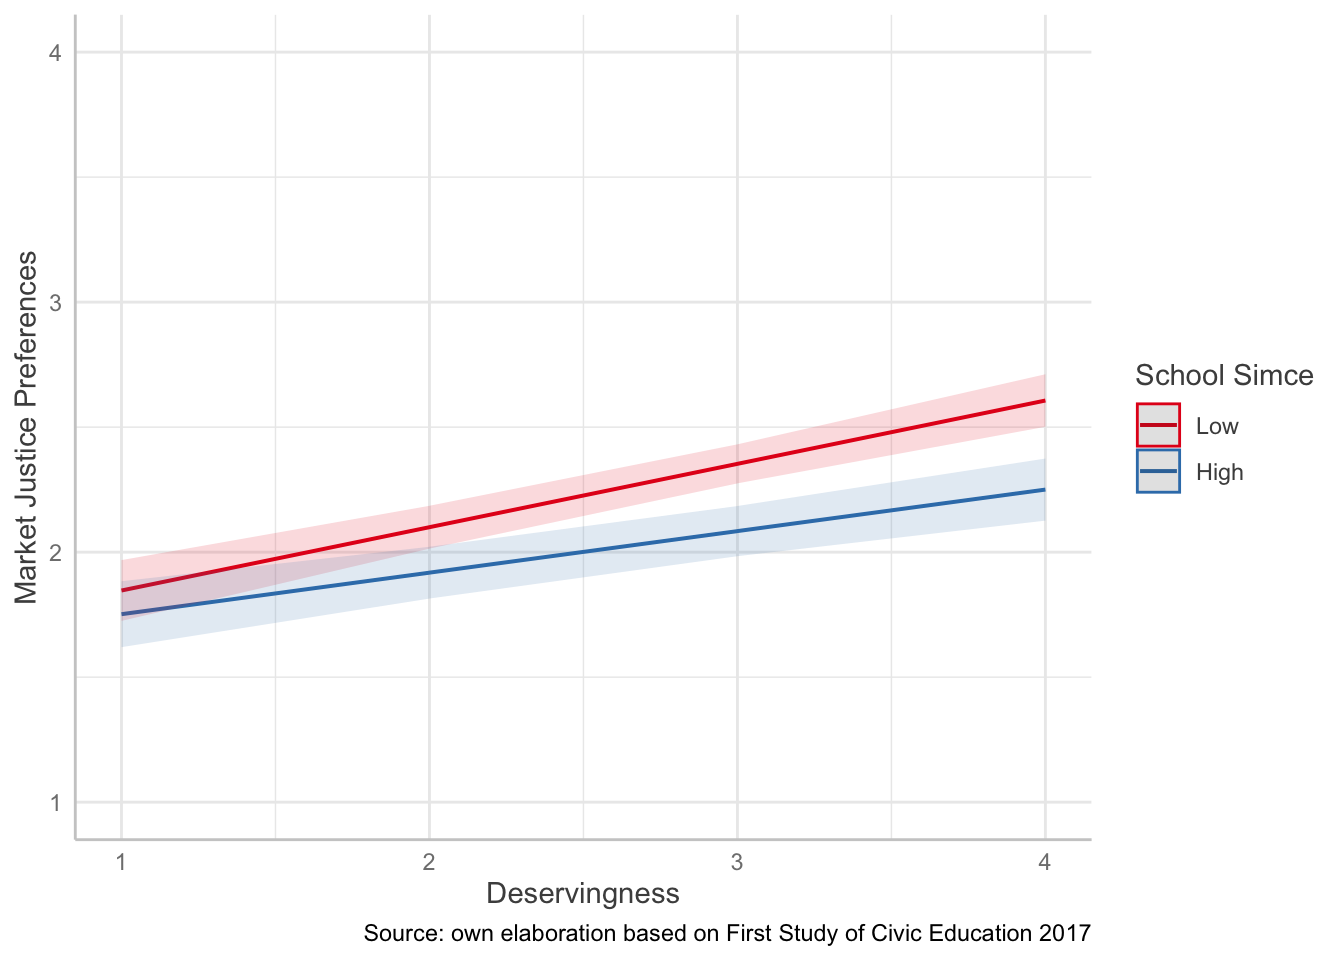 Market Justice Preferences
4
3
2
1
1 2 3 4
Deservingness
School Simce
Low
High
Source: own elaboration based on First Study of Civic Education 2017